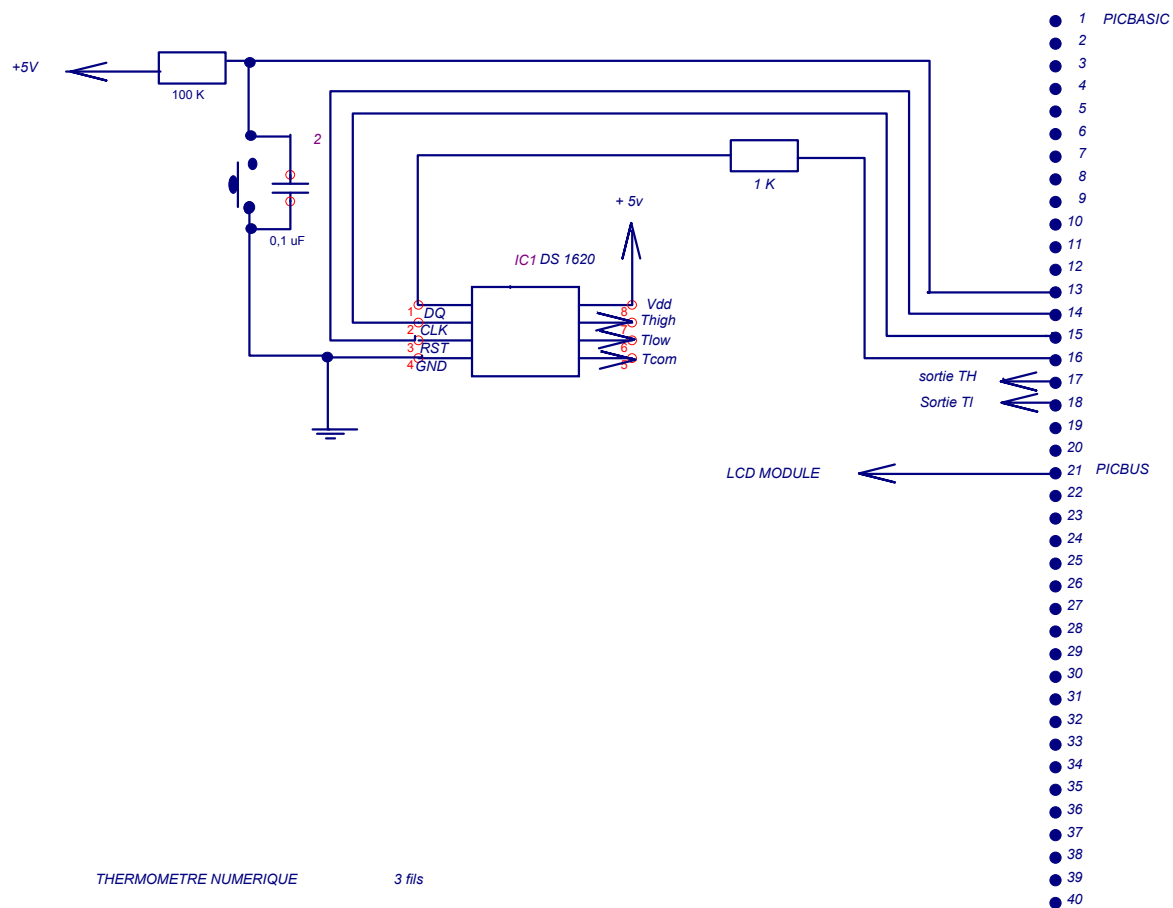 1 PICBASIC
2
3
+5V
4
100 K
5
6
2
7
8
1 K
9
+ 5v
10
0,1 uF
11
IC1 DS 1620
12
13
1 DQ
8 Vdd
14
2 CLK
7 Thigh
15
3 RST
6 Tlow
16
4 GND
5 Tcom
sortie TH
17
Sortie Tl
18
19
20
LCD MODULE
21 PICBUS
22
23
24
25
26
27
28
29
30
31
32
33
34
35
36
37
38
THERMOMETRE NUMERIQUE 3 fils
39
40